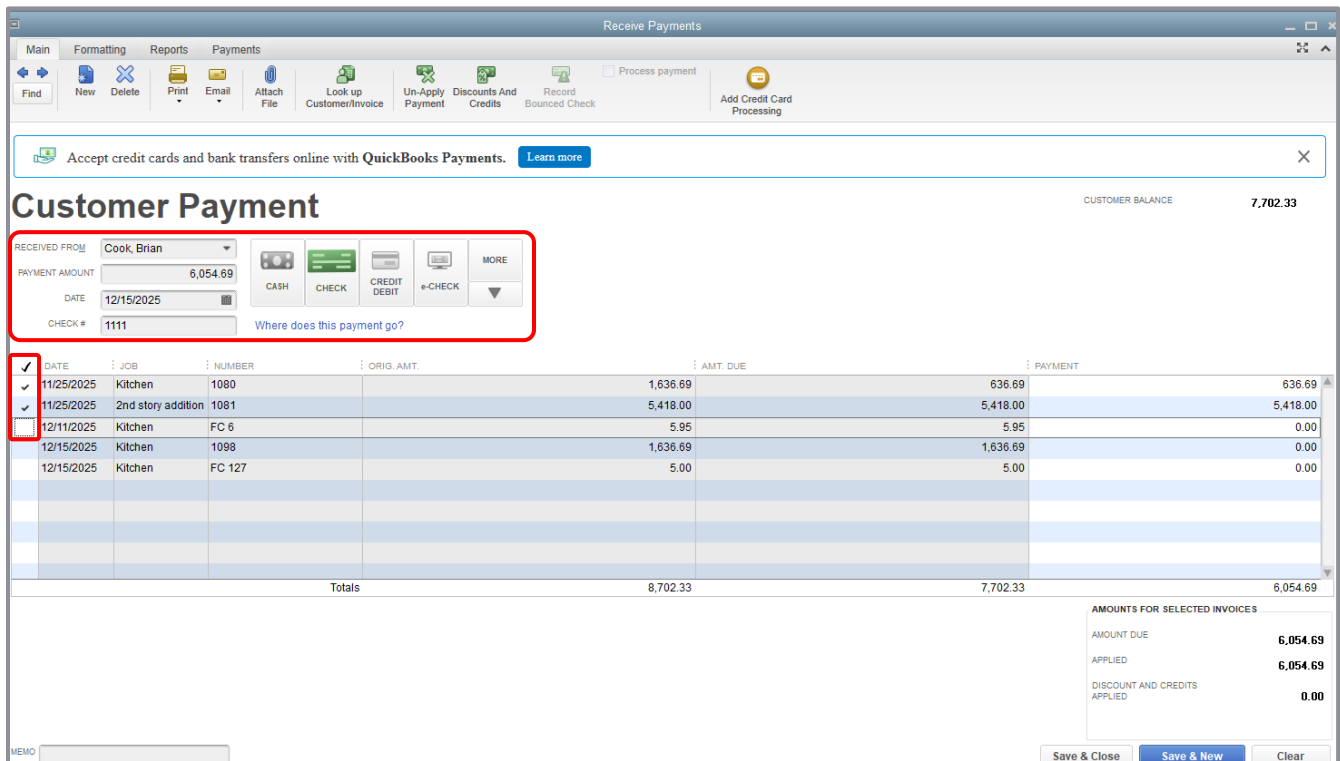 Receive Payments
Main Formatting Reports Payments
Find New Delete Print Email Attach File Look up Customer/Invoice Un-Apply Payment Discounts And Credits Record Bounced Check Process payment Add Credit Card Processing
Accept credit cards and bank transfers online with QuickBooks Payments. Learn more
Customer Payment
CUSTOMER BALANCE 7,702.33
RECEIVED FROM Cook, Brian
PAYMENT AMOUNT 6,054.69
DATE 12/15/2025
CHECK # 1111
CASH CHECK CREDIT DEBIT e-CHECK MORE
Where does this payment go?
DATE JOB NUMBER ORIG. AMT. AMT. DUE PAYMENT
11/25/2025 Kitchen 1080 1,636.69 636.69 636.69
11/25/2025 2nd story addition 1081 5,418.00 5,418.00 5,418.00
12/11/2025 Kitchen FC 6 5.95 5.95 0.00
12/15/2025 Kitchen 1098 1,636.69 1,636.69 0.00
12/15/2025 Kitchen FC 127 5.00 5.00 0.00
Totals 8,702.33 7,702.33 6,054.69
AMOUNTS FOR SELECTED INVOICES
AMOUNT DUE 6,054.69
APPLIED 6,054.69
DISCOUNT AND CREDITS APPLIED 0.00
MEMO
Save & Close Save & New Clear